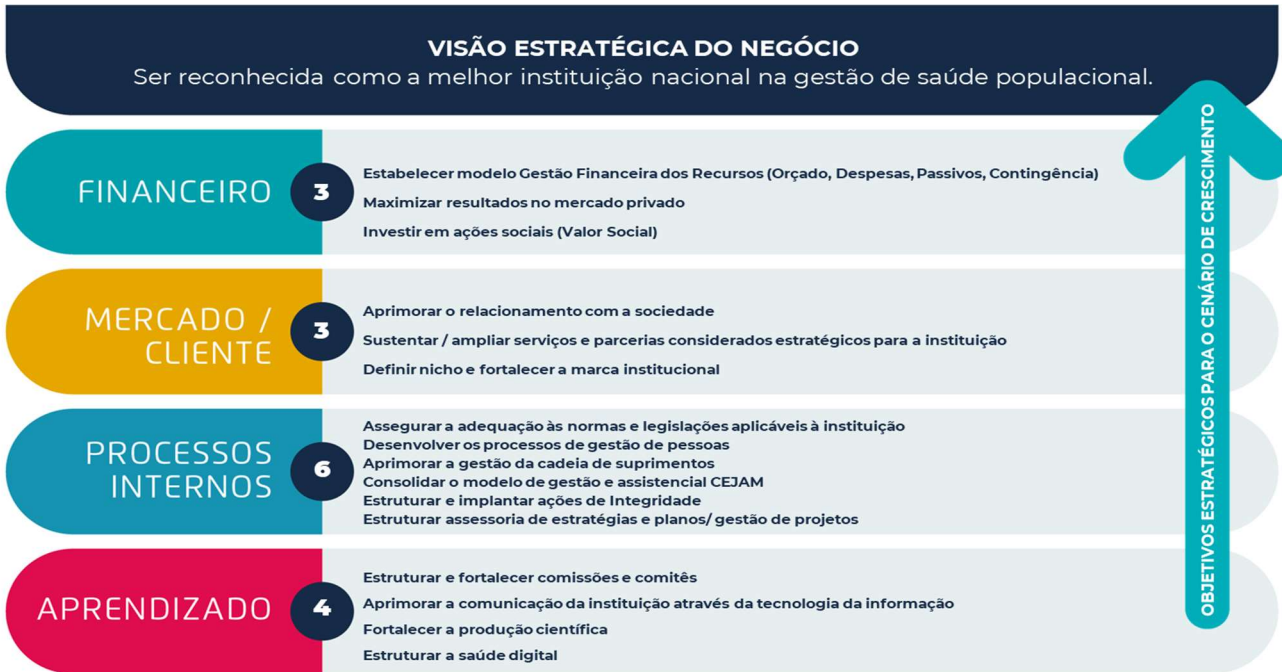 VISÃO ESTRATÉGICA DO NEGÓCIO
Ser reconhecida como a melhor instituição nacional na gestão de saúde populacional.
FINANCEIRO
3
Estabelecer modelo Gestão Financeira dos Recursos (Orçado, Despesas, Passivos, Contingência)
Maximizar resultados no mercado privado
Investir em ações sociais (Valor Social)
MERCADO /
CLIENTE
3
Aprimorar o relacionamento com a sociedade
Sustentar / ampliar serviços e parcerias considerados estratégicos para a instituição
Definir nicho e fortalecer a marca institucional
PROCESSOS
INTERNOS
6
Assegurar a adequação às normas e legislações aplicáveis à instituição
Desenvolver os processos de gestão de pessoas
Aprimorar a gestão da cadeia de suprimentos
Consolidar o modelo de gestão e assistencial CEJAM
Estruturar e implantar ações de Integridade
Estruturar assessoria de estratégias e planos/ gestão de projetos
APRENDIZADO
4
Estruturar e fortalecer comissões e comitês
Aprimorar a comunicação da instituição através da tecnologia da informação
Fortalecer a produção científica
Estruturar a saúde digital
OBJETIVOS ESTRATÉGICOS PARA O CENÁRIO DE CRESCIMENTO